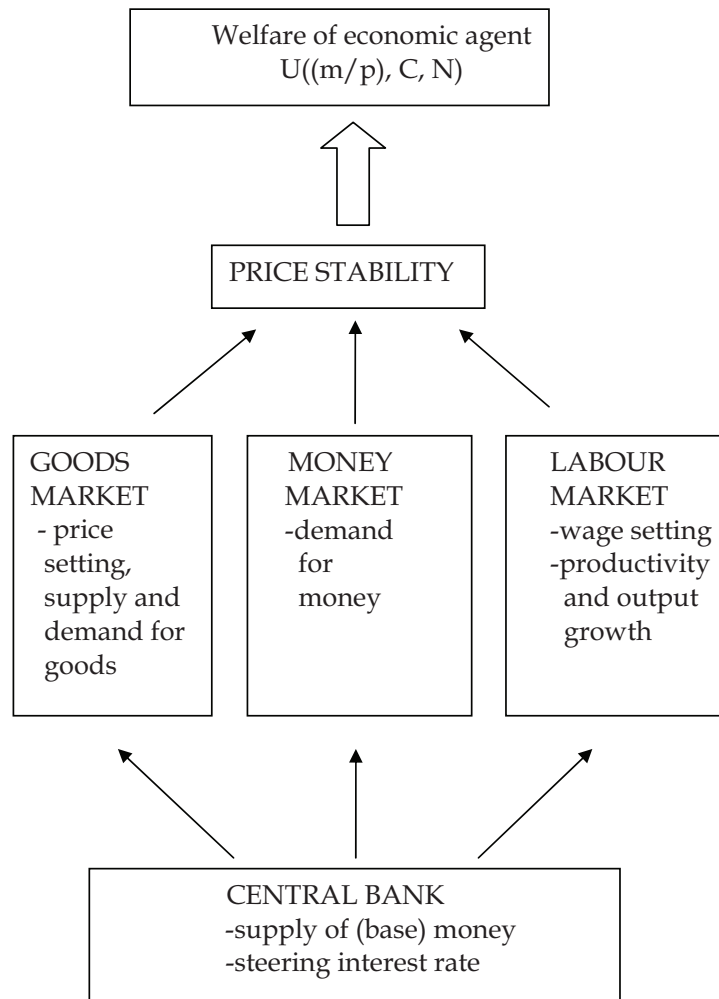 Welfare of economic agent
U((m/p), C, N)
PRICE STABILITY
GOODS
MARKET
- price
setting,
supply and
demand for
goods
MONEY
MARKET
-demand
for
money
LABOUR
MARKET
-wage setting
-productivity
and output
growth
CENTRAL BANK
-supply of (base) money
-steering interest rate